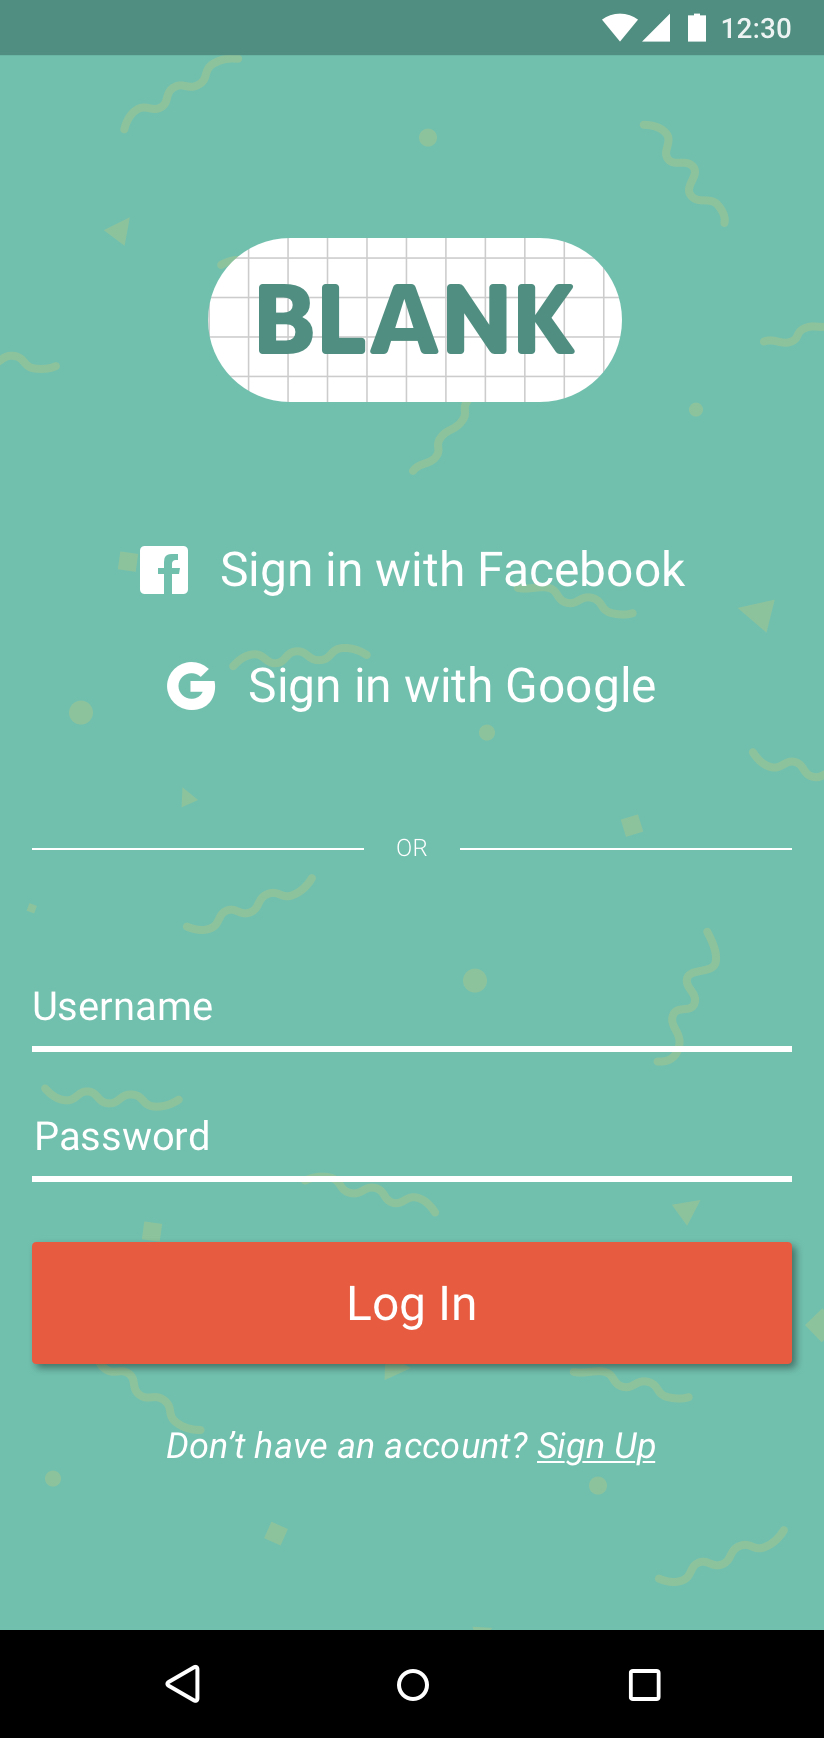 12:30
BLANK
Sign in with Facebook
Sign in with Google
OR
Username
Password
Log In
Don’t have an account? Sign Up